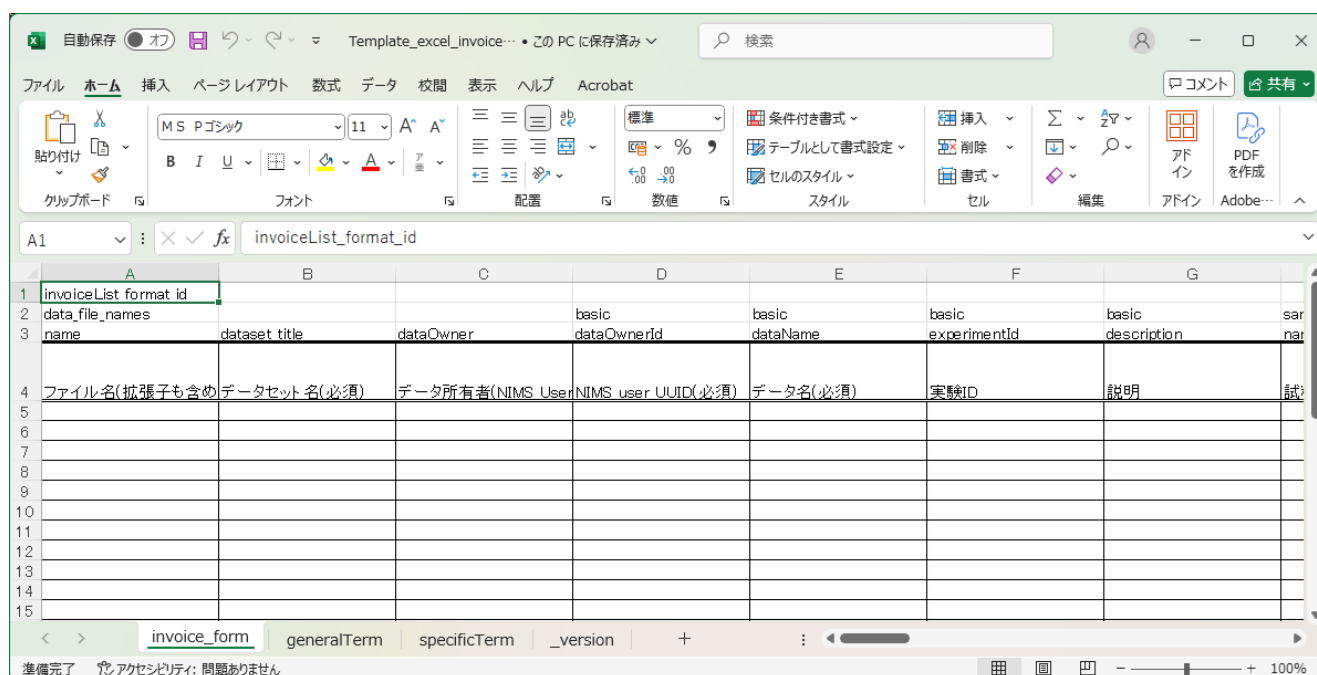 自動保存 オフ Template_excel_invoice… • この PC に保存済み 検索
ファイル ホーム 挿入 ページ レイアウト 数式 データ 校閲 表示 ヘルプ Acrobat コメント 共有
貼り付け MS Pゴシック 11 A A ab 標準 条件付き書式 挿入 Σ アドイン PDF を作成
B I U A ア 亜 % テーブルとして書式設定 削除
セルのスタイル 書式
クリップボード フォント 配置 数値 スタイル セル 編集 アドイン Adobe…
A1 fx invoiceList_format_id
A B C D E F G
1 invoiceList_format_id
2 data_file_names basic basic basic basic
3 name dataset_title dataOwner dataOwnerId dataName experimentId description
4 ファイル名(拡張子も含め データセット名(必須) データ所有者(NIMS User NIMS user UUID(必須) データ名(必須) 実験ID 説明
5
6
7
8
9
10
11
12
13
14
15
invoice_form generalTerm specificTerm _version +
準備完了 アクセシビリティ: 問題ありません 100%